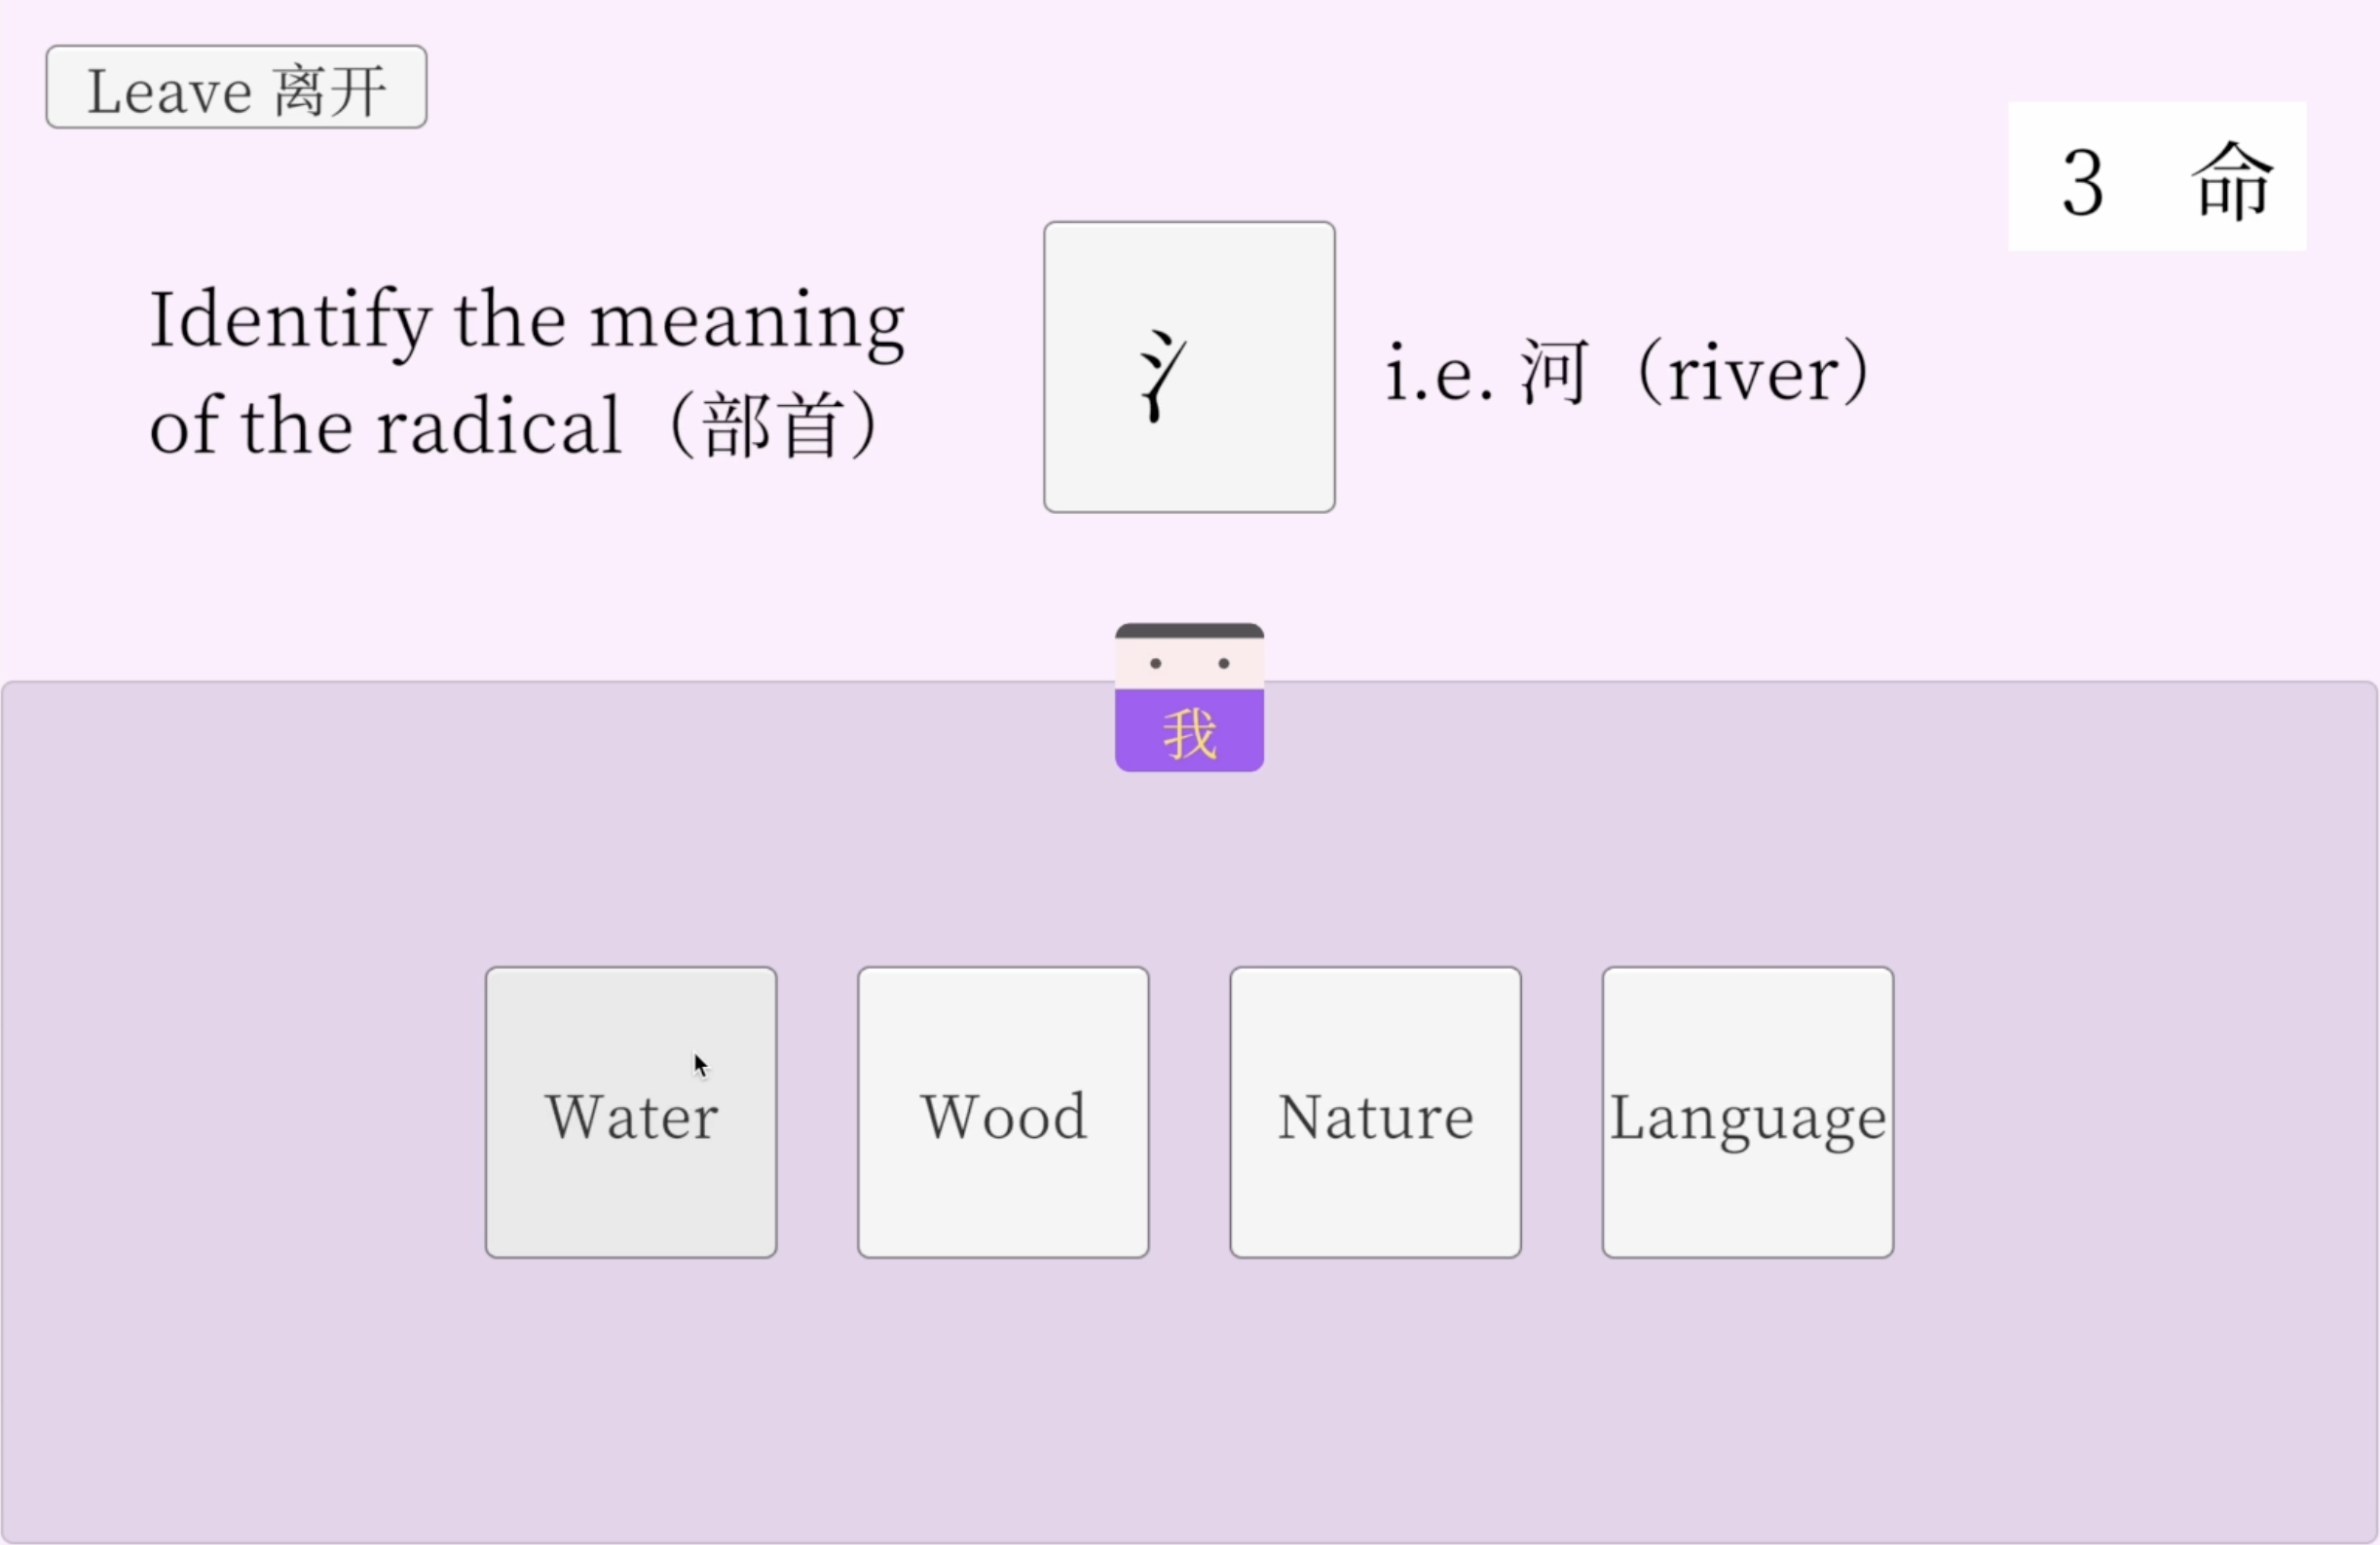 Leave 离开
3 命
Identify the meaning
of the radical（部首）
氵
i.e. 河（river）
我
Water
Wood
Nature
Language